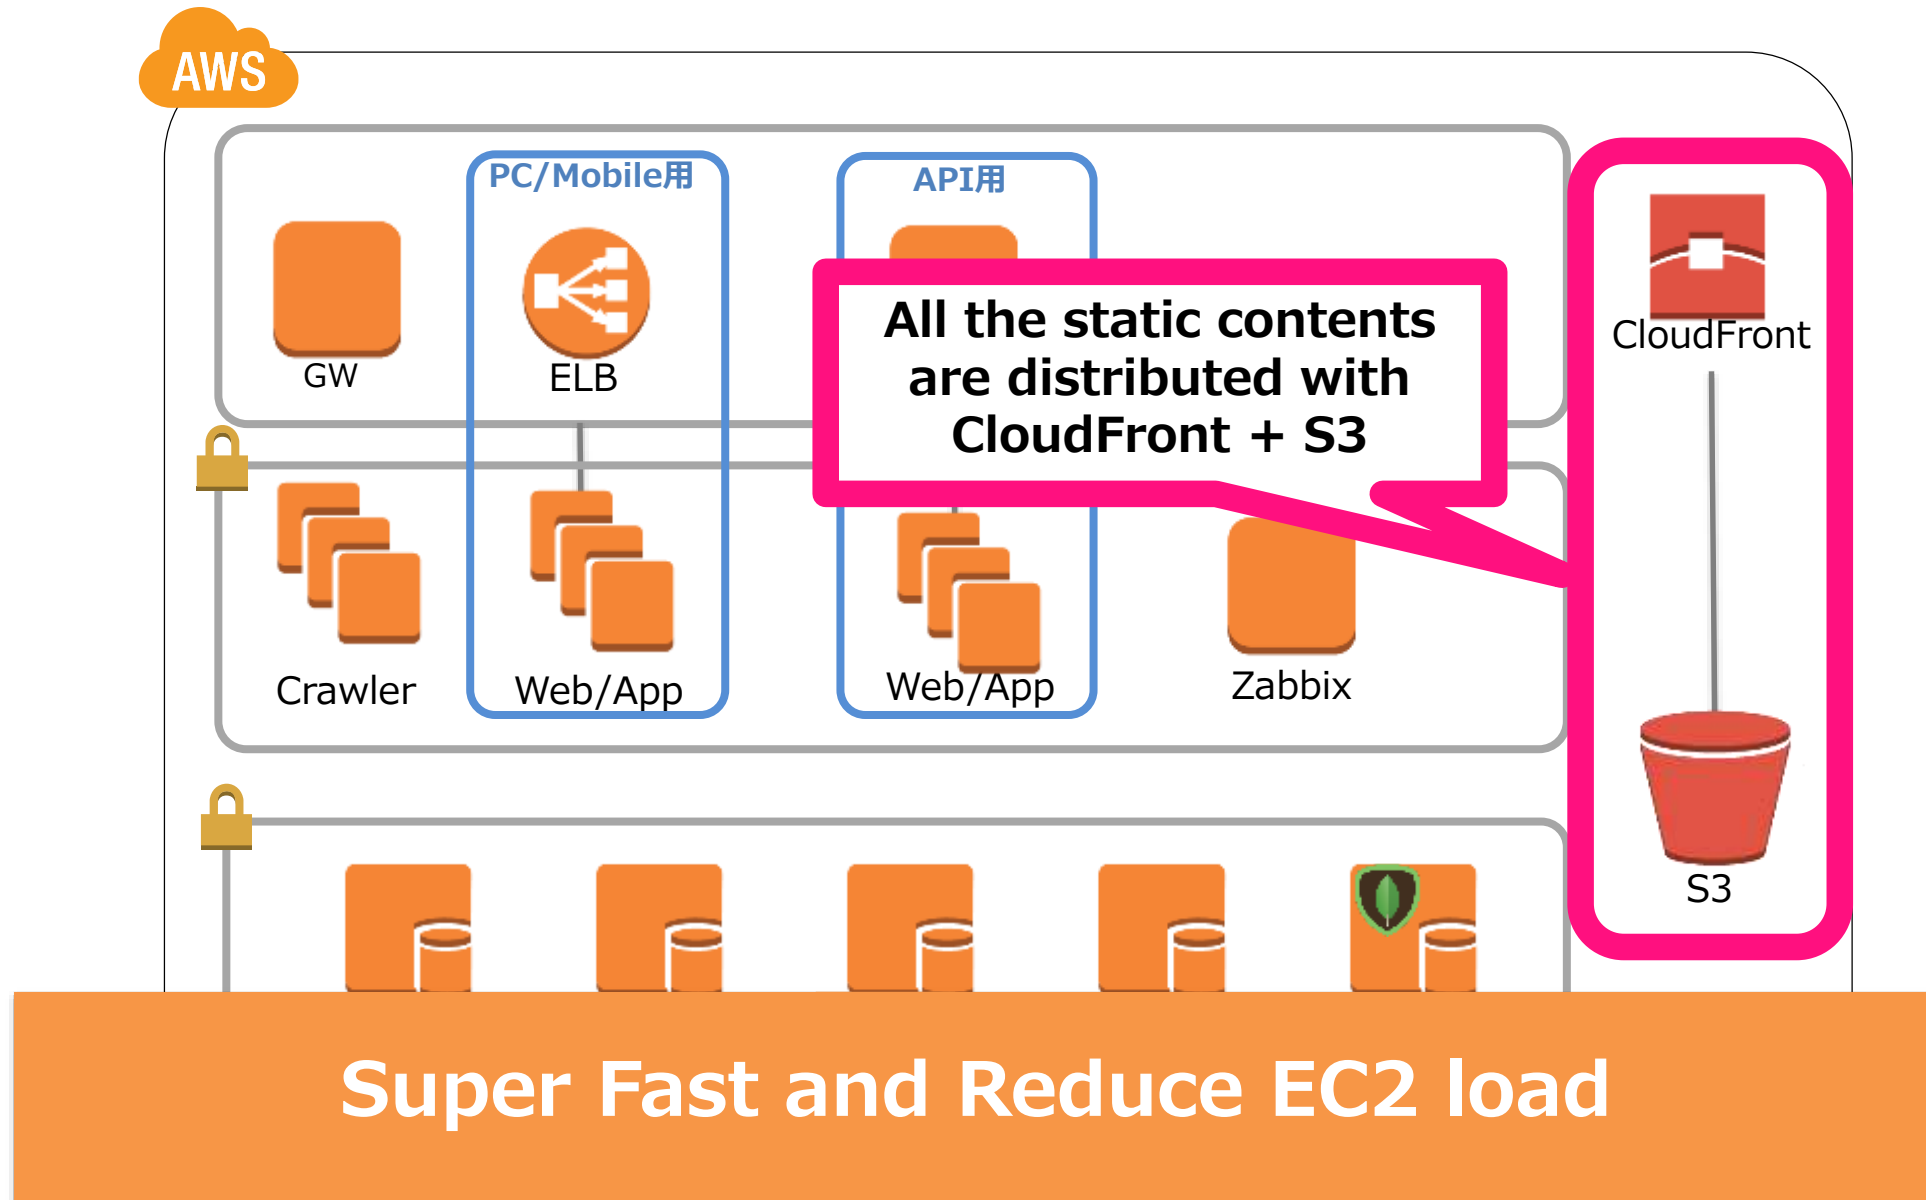 AWS
PC/Mobile用
API用
GW
ELB
All the static contents
are distributed with
CloudFront + S3
CloudFront
Crawler
Web/App
Web/App
Zabbix
S3
Super Fast and Reduce EC2 load